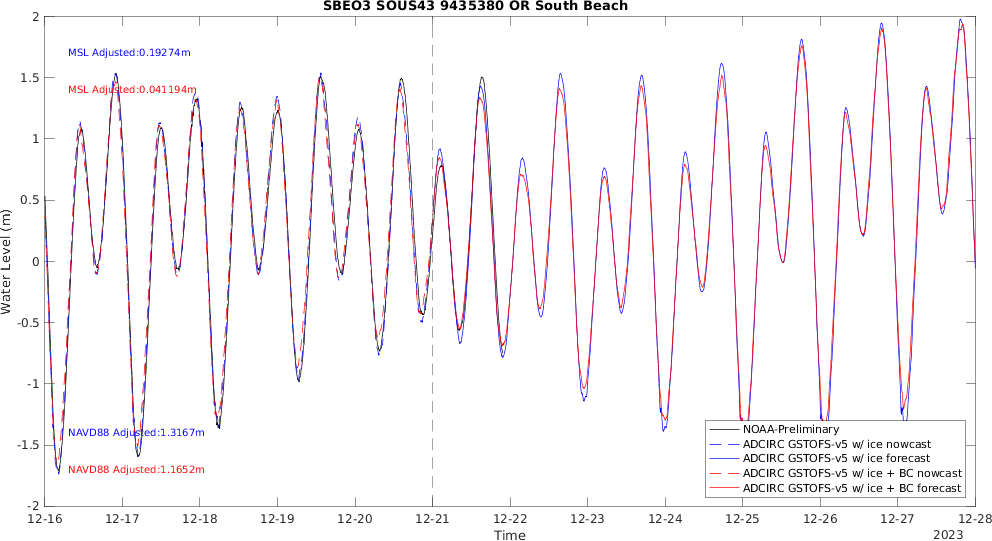 SBEO3 SOUS43 9435380 OR South Beach
2
1.5
1
0.5
0
-0.5
-1
-1.5
-2
Water Level (m)
MSL Adjusted:0.19274m
MSL Adjusted:0.041194m
NAVD88 Adjusted:1.3167m
NAVD88 Adjusted:1.1652m
NOAA-Preliminary
ADCIRC GSTOFS-v5 w/ ice nowcast
ADCIRC GSTOFS-v5 w/ ice forecast
ADCIRC GSTOFS-v5 w/ ice + BC nowcast
ADCIRC GSTOFS-v5 w/ ice + BC forecast
12-16 12-17 12-18 12-19 12-20 12-21 12-22 12-23 12-24 12-25 12-26 12-27 12-28
Time
2023